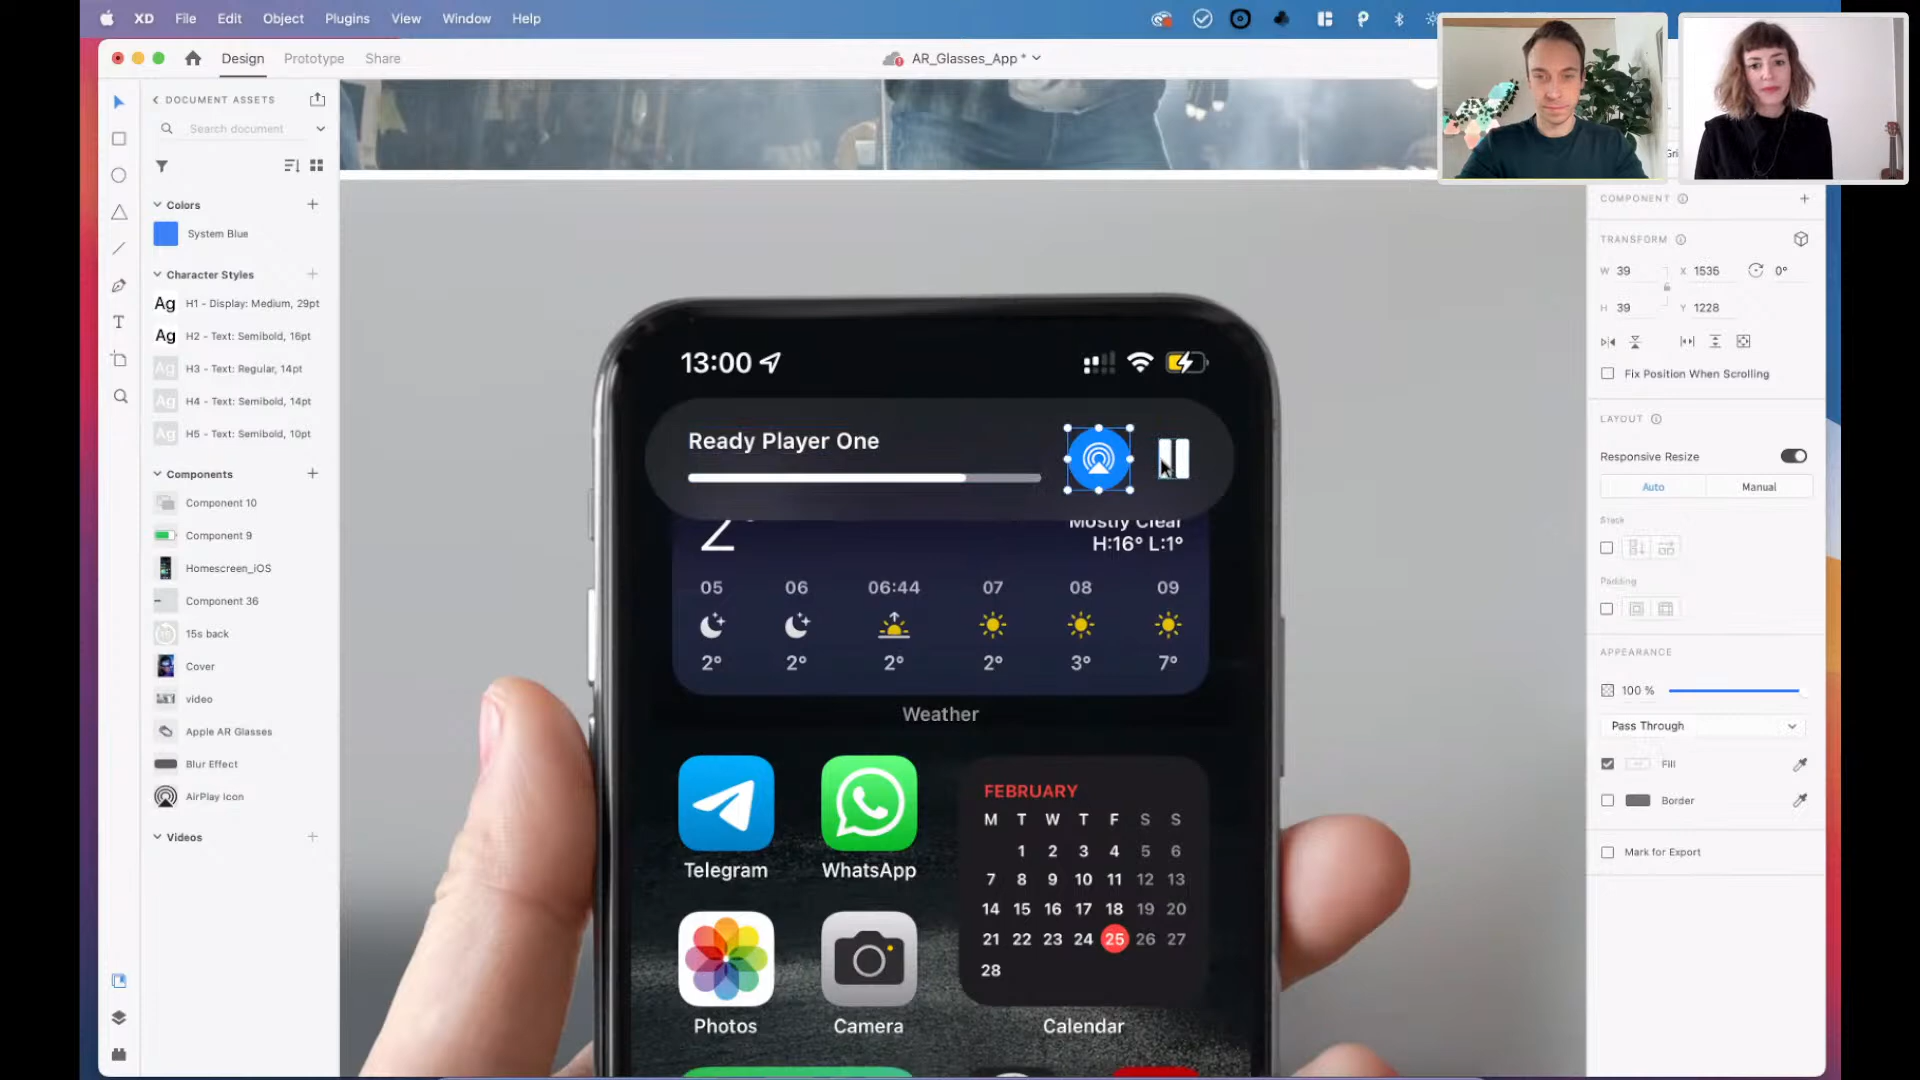 XD File Edit Object Plugins View Window Help
Design Prototype Share
AR_Glasses_App *
DOCUMENT ASSETS
Search document
Colors
System Blue
Character Styles
Ag H1 - Display: Medium, 29pt
Ag H2 - Text: Semibold, 16pt
Ag H3 - Text: Regular, 14pt
Ag H4 - Text: Semibold, 14pt
Ag H5 - Text: Semibold, 10pt
Components
Component 10
Component 9
Homescreen_iOS
Component 36
15s back
Cover
video
Apple AR Glasses
Blur Effect
AirPlay Icon
Videos
13:00
Ready Player One
Mostly Clear
H:16° L:1°
05 06 06:44 07 08 09
2° 2° 2° 2° 3° 7°
Weather
Telegram
WhatsApp
Photos
Camera
FEBRUARY
M T W T F S S
1 2 3 4 5 6
7 8 9 10 11 12 13
14 15 16 17 18 19 20
21 22 23 24 25 26 27
28
Calendar
COMPONENT
TRANSFORM
W 39 X 1535 0°
H 39 Y 1228
Fix Position When Scrolling
LAYOUT
Responsive Resize
Auto Manual
Stack
Padding
APPEARANCE
100 %
Pass Through
Fill
Border
Mark for Export